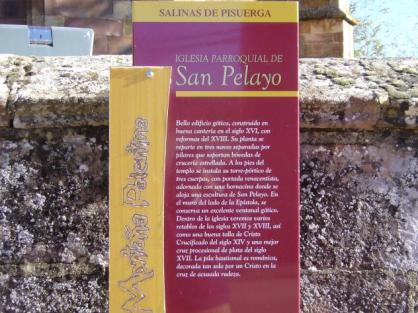 SALINAS DE PISUERGA
IGLESIA PARROQUIAL DE
San Pelayo
Bello edificio gótico, construido en
buena cantería en el siglo XVI, con
reformas del XVIII. Su planta se
reparte en tres naves separadas por
pilares que soportan bóvedas de
crucería estrellada. A los pies del
templo se instala su torre-pórtico de
tres cuerpos, con portada renacentista,
adornada con una hornacina donde se
aloja una escultura de San Pelayo. En
el muro del lado de la Epístola, se
conserva un excelente ventanal gótico.
Dentro de la iglesia veremos varios
retablos de los siglos XVII y XVIII, así
como una buena talla de Cristo
Crucificado del siglo XIV y una mejor
cruz procesional de plata del siglo
XVII. La pila bautismal es románica,
decorada tan solo por un Cristo en la
cruz de acusada rudeza.
Montaña Palentina